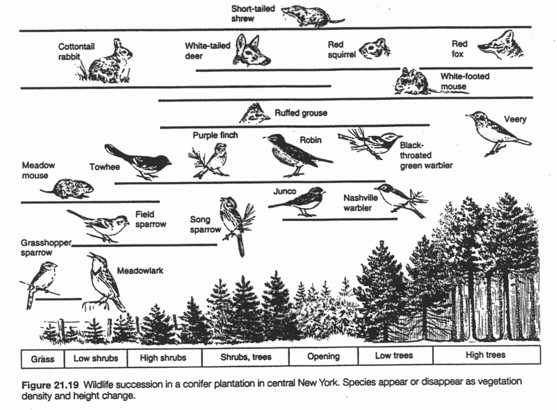 Short-tailed
shrew
Cottontail
rabbit
White-tailed
deer
Red
squirrel
Red
fox
White-footed
mouse
Ruffed grouse
Veery
Purple finch
Robin
Black-
throated
green warbler
Towhee
Meadow
mouse
Junco
Nashville
warbler
Field
sparrow
Song
sparrow
Grasshopper
sparrow
Meadowlark
Grass
Low shrubs
High shrubs
Shrubs, trees
Opening
Low trees
High trees
Figure 21.19 Wildlife succession in a conifer plantation in central New York. Species appear or disappear as vegetation
density and height change.